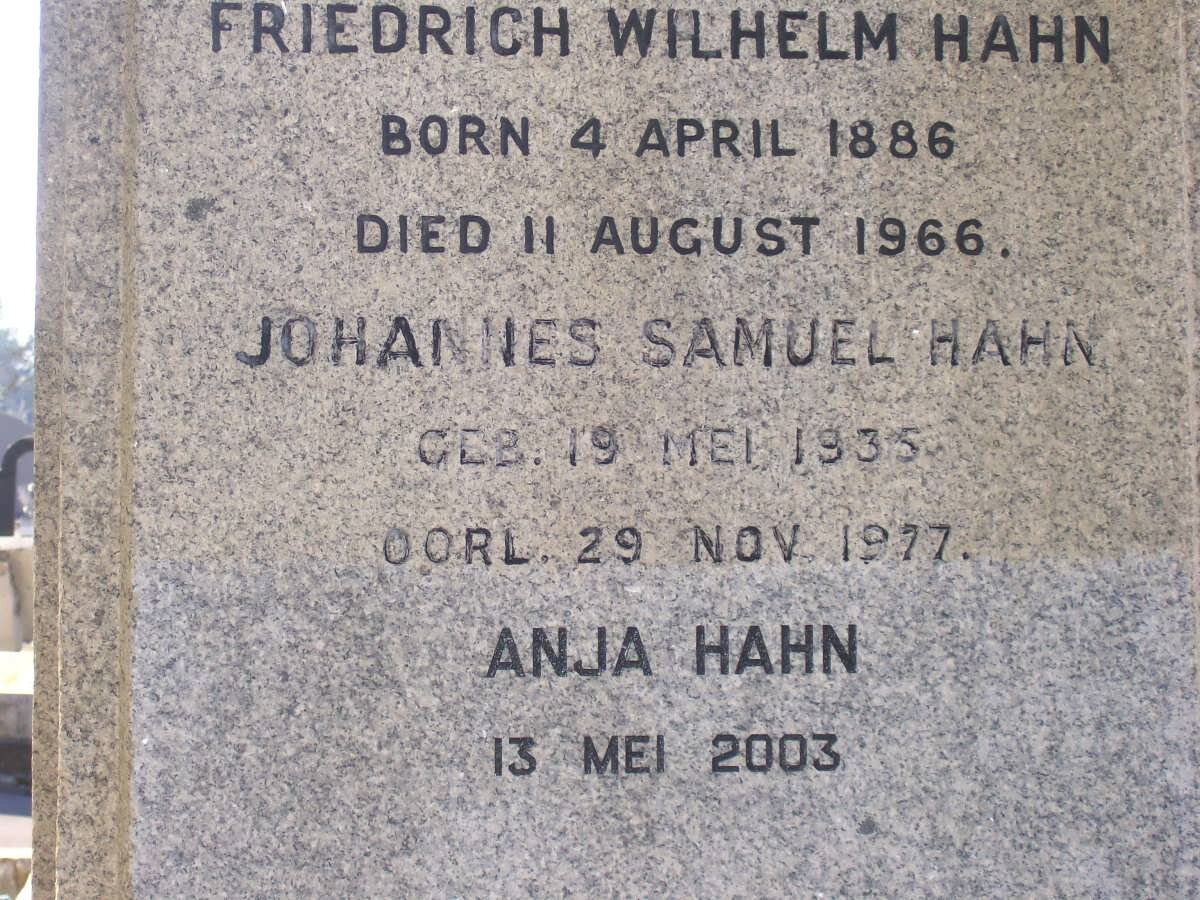 FRIEDRICH WILHELM HAHN
BORN 4 APRIL 1886
DIED 11 AUGUST 1966.
JOHANNES SAMUEL HAHN
GEB. 19 MEI 1935
OORL. 29 NOV. 1977.
ANJA HAHN
13 MEI 2003